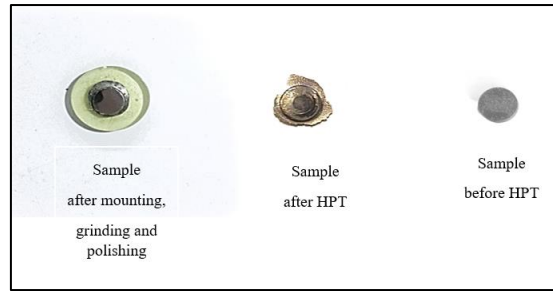 Sample
after mounting,
grinding and
polishing
Sample
after HPT
Sample
before HPT